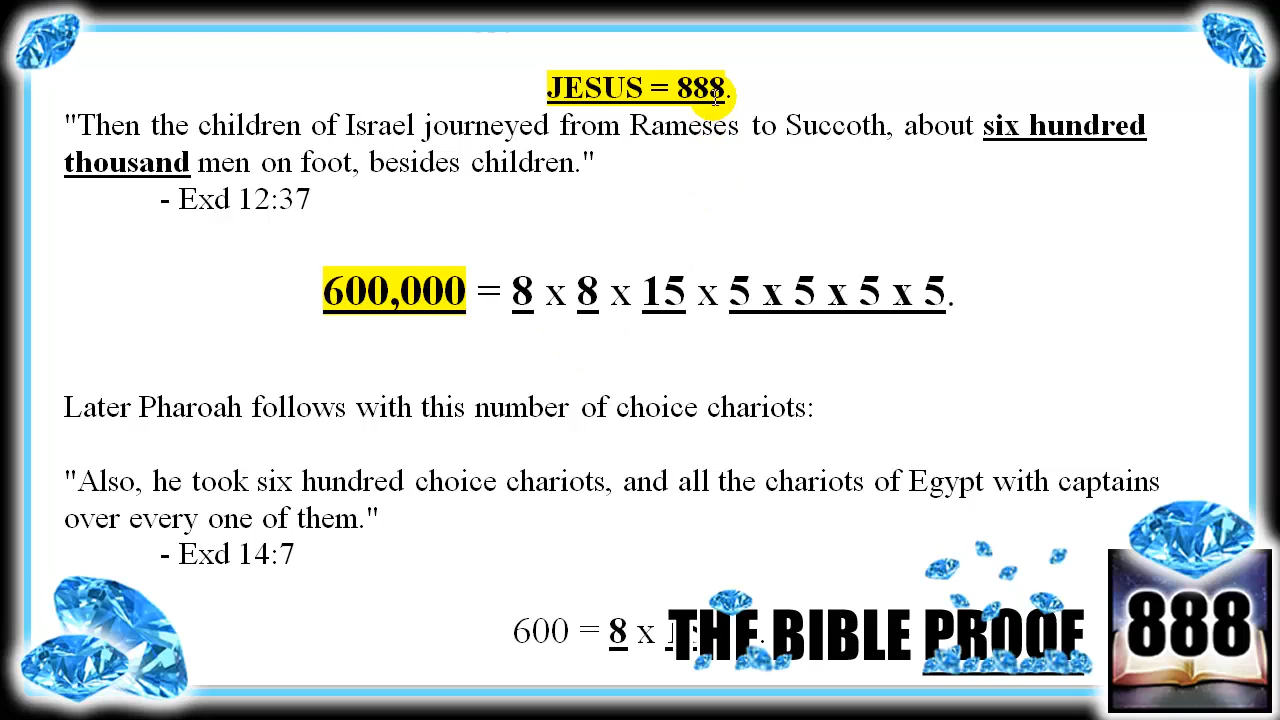 JESUS = 888.
"Then the children of Israel journeyed from Rameses to Succoth, about six hundred
thousand men on foot, besides children."
- Exd 12:37
600,000 = 8 x 8 x 15 x 5 x 5 x 5 x 5.
Later Pharoah follows with this number of choice chariots:
"Also, he took six hundred choice chariots, and all the chariots of Egypt with captains
over every one of them."
- Exd 14:7
600 = 8 x
THE BIBLE PROOF
888